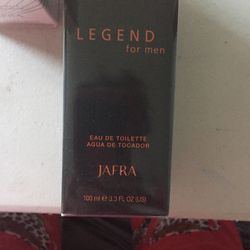 LEGEND
for men
EAU DE TOILETTE
AGUA DE TOCADOR
JAFRA
100 ml e 3.3 FL OZ (US)